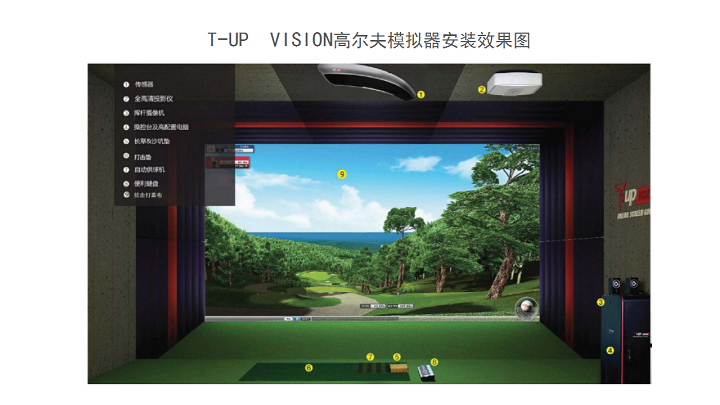 T-UP VISION高尔夫模拟器安装效果图
1 传感器
2 全高清投影仪
3 挥杆摄像机
4 操控台及高配置电脑
5 长草&沙坑垫
6 打击垫
7 自动供球机
8 便利键盘
9 抗击打幕布
1
2
9
T-up
ONLINE SCREEN GOLF
3
4
7
5
6
8